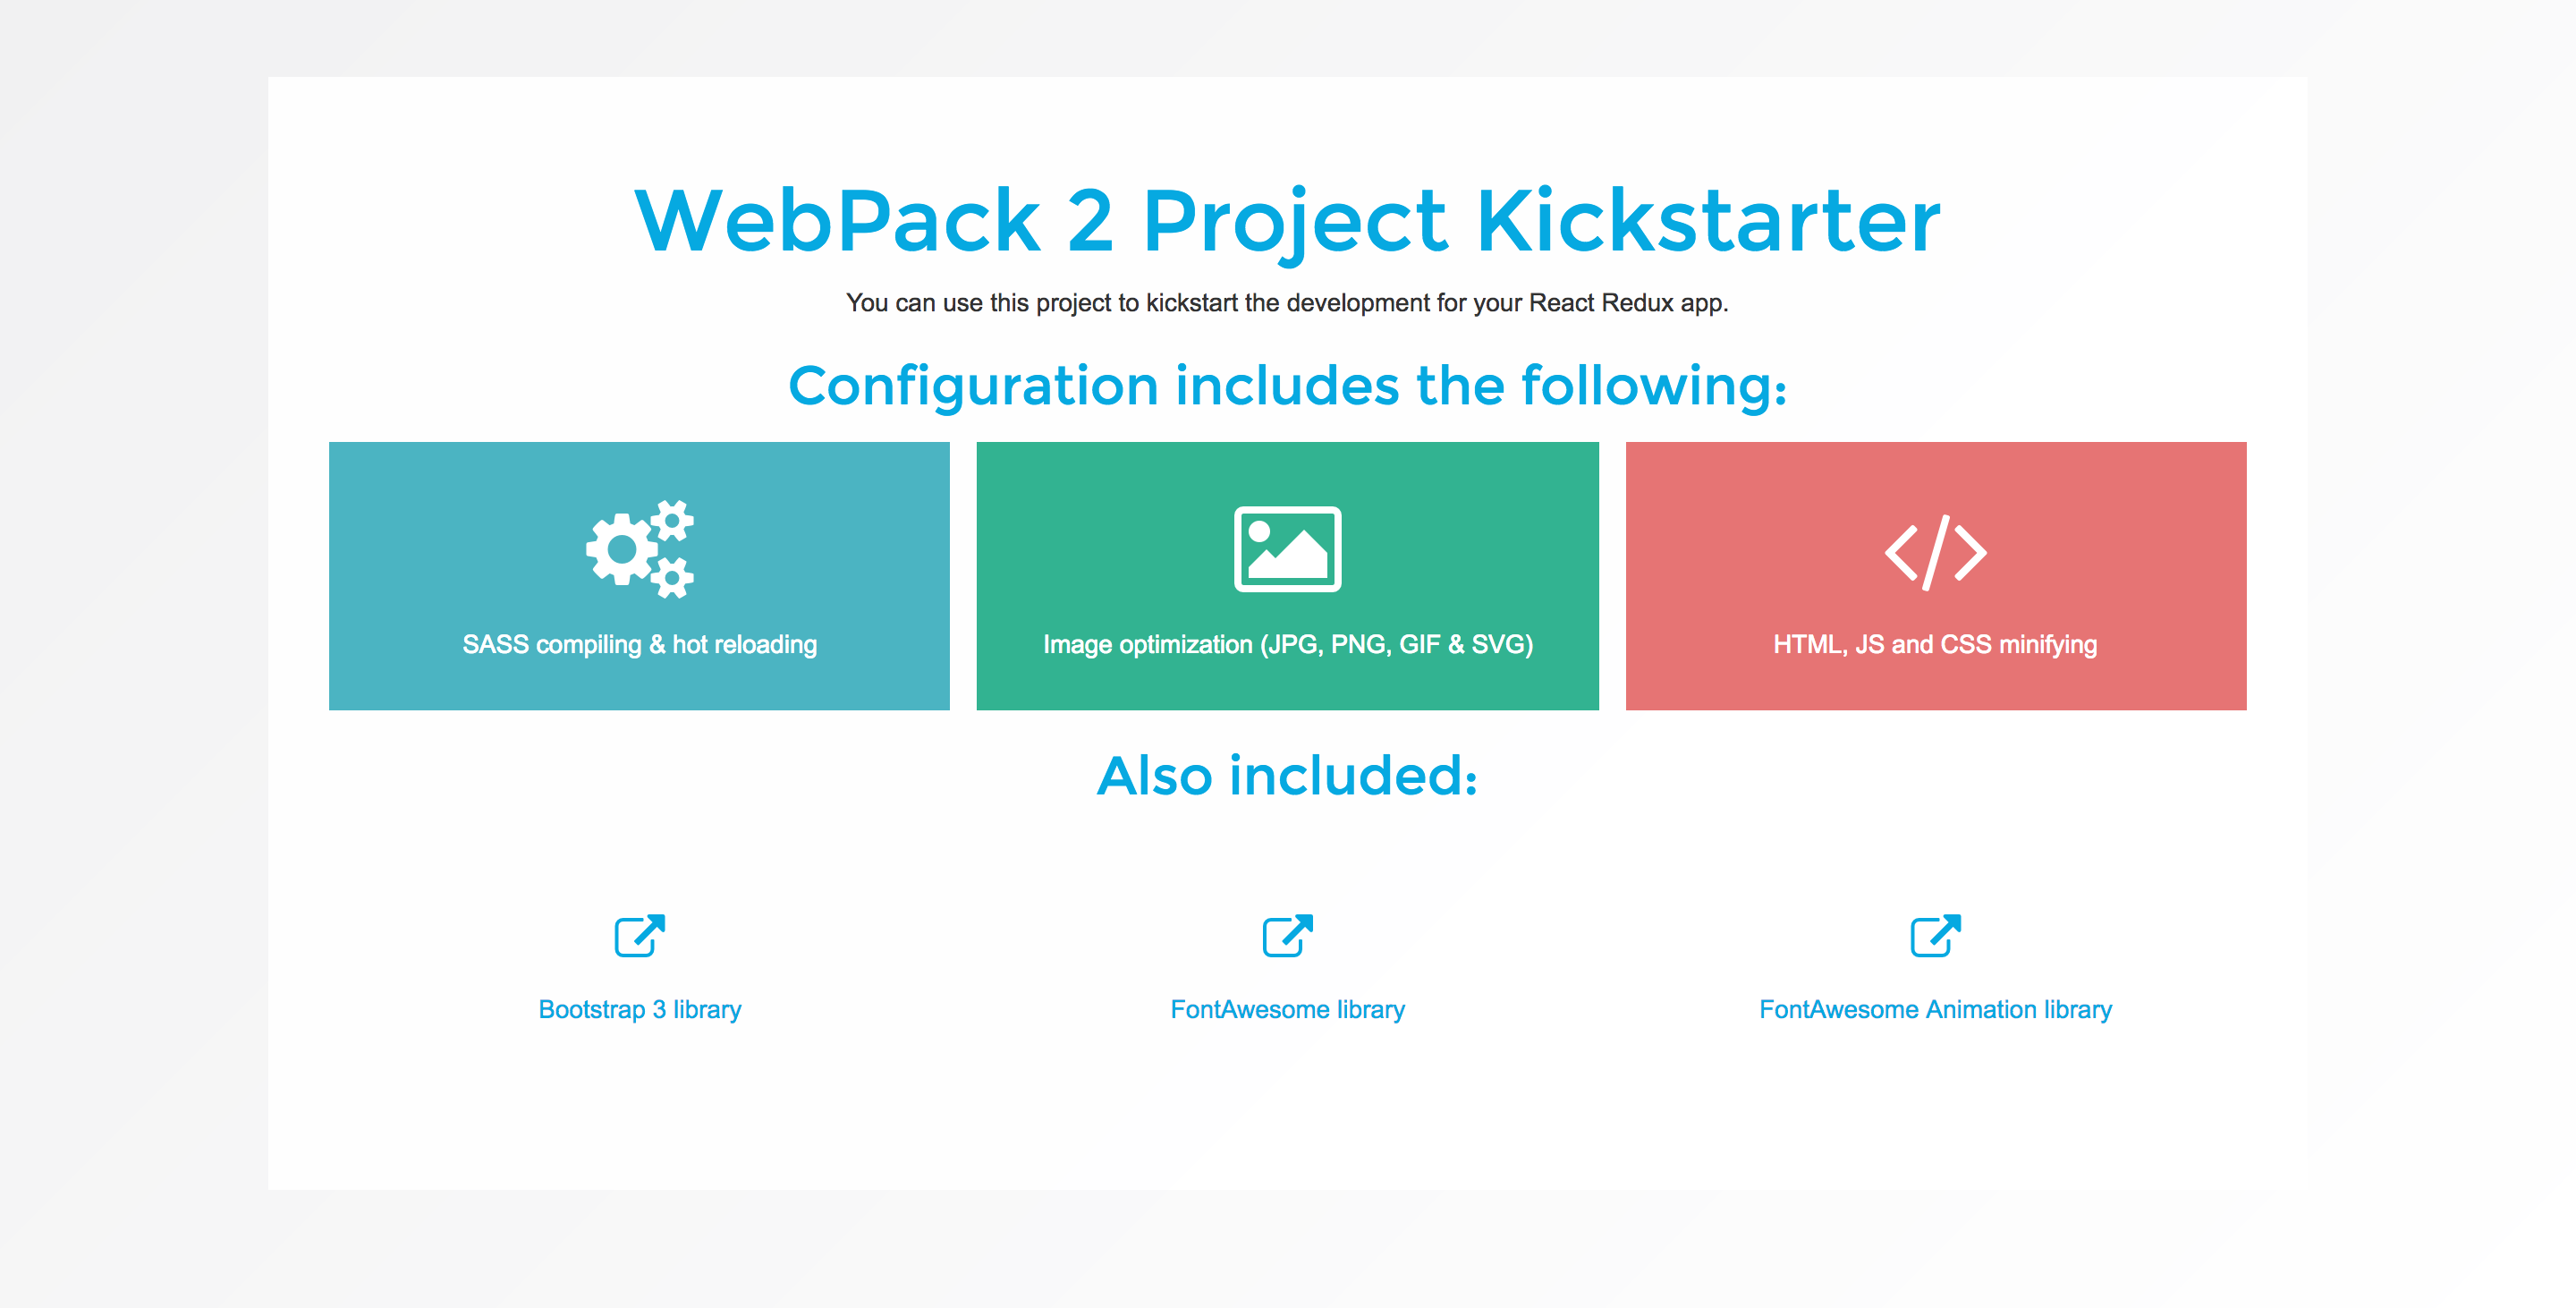 WebPack 2 Project Kickstarter
You can use this project to kickstart the development for your React Redux app.
Configuration includes the following:
SASS compiling & hot reloading
Image optimization (JPG, PNG, GIF & SVG)
HTML, JS and CSS minifying
Also included:
Bootstrap 3 library
FontAwesome library
FontAwesome Animation library